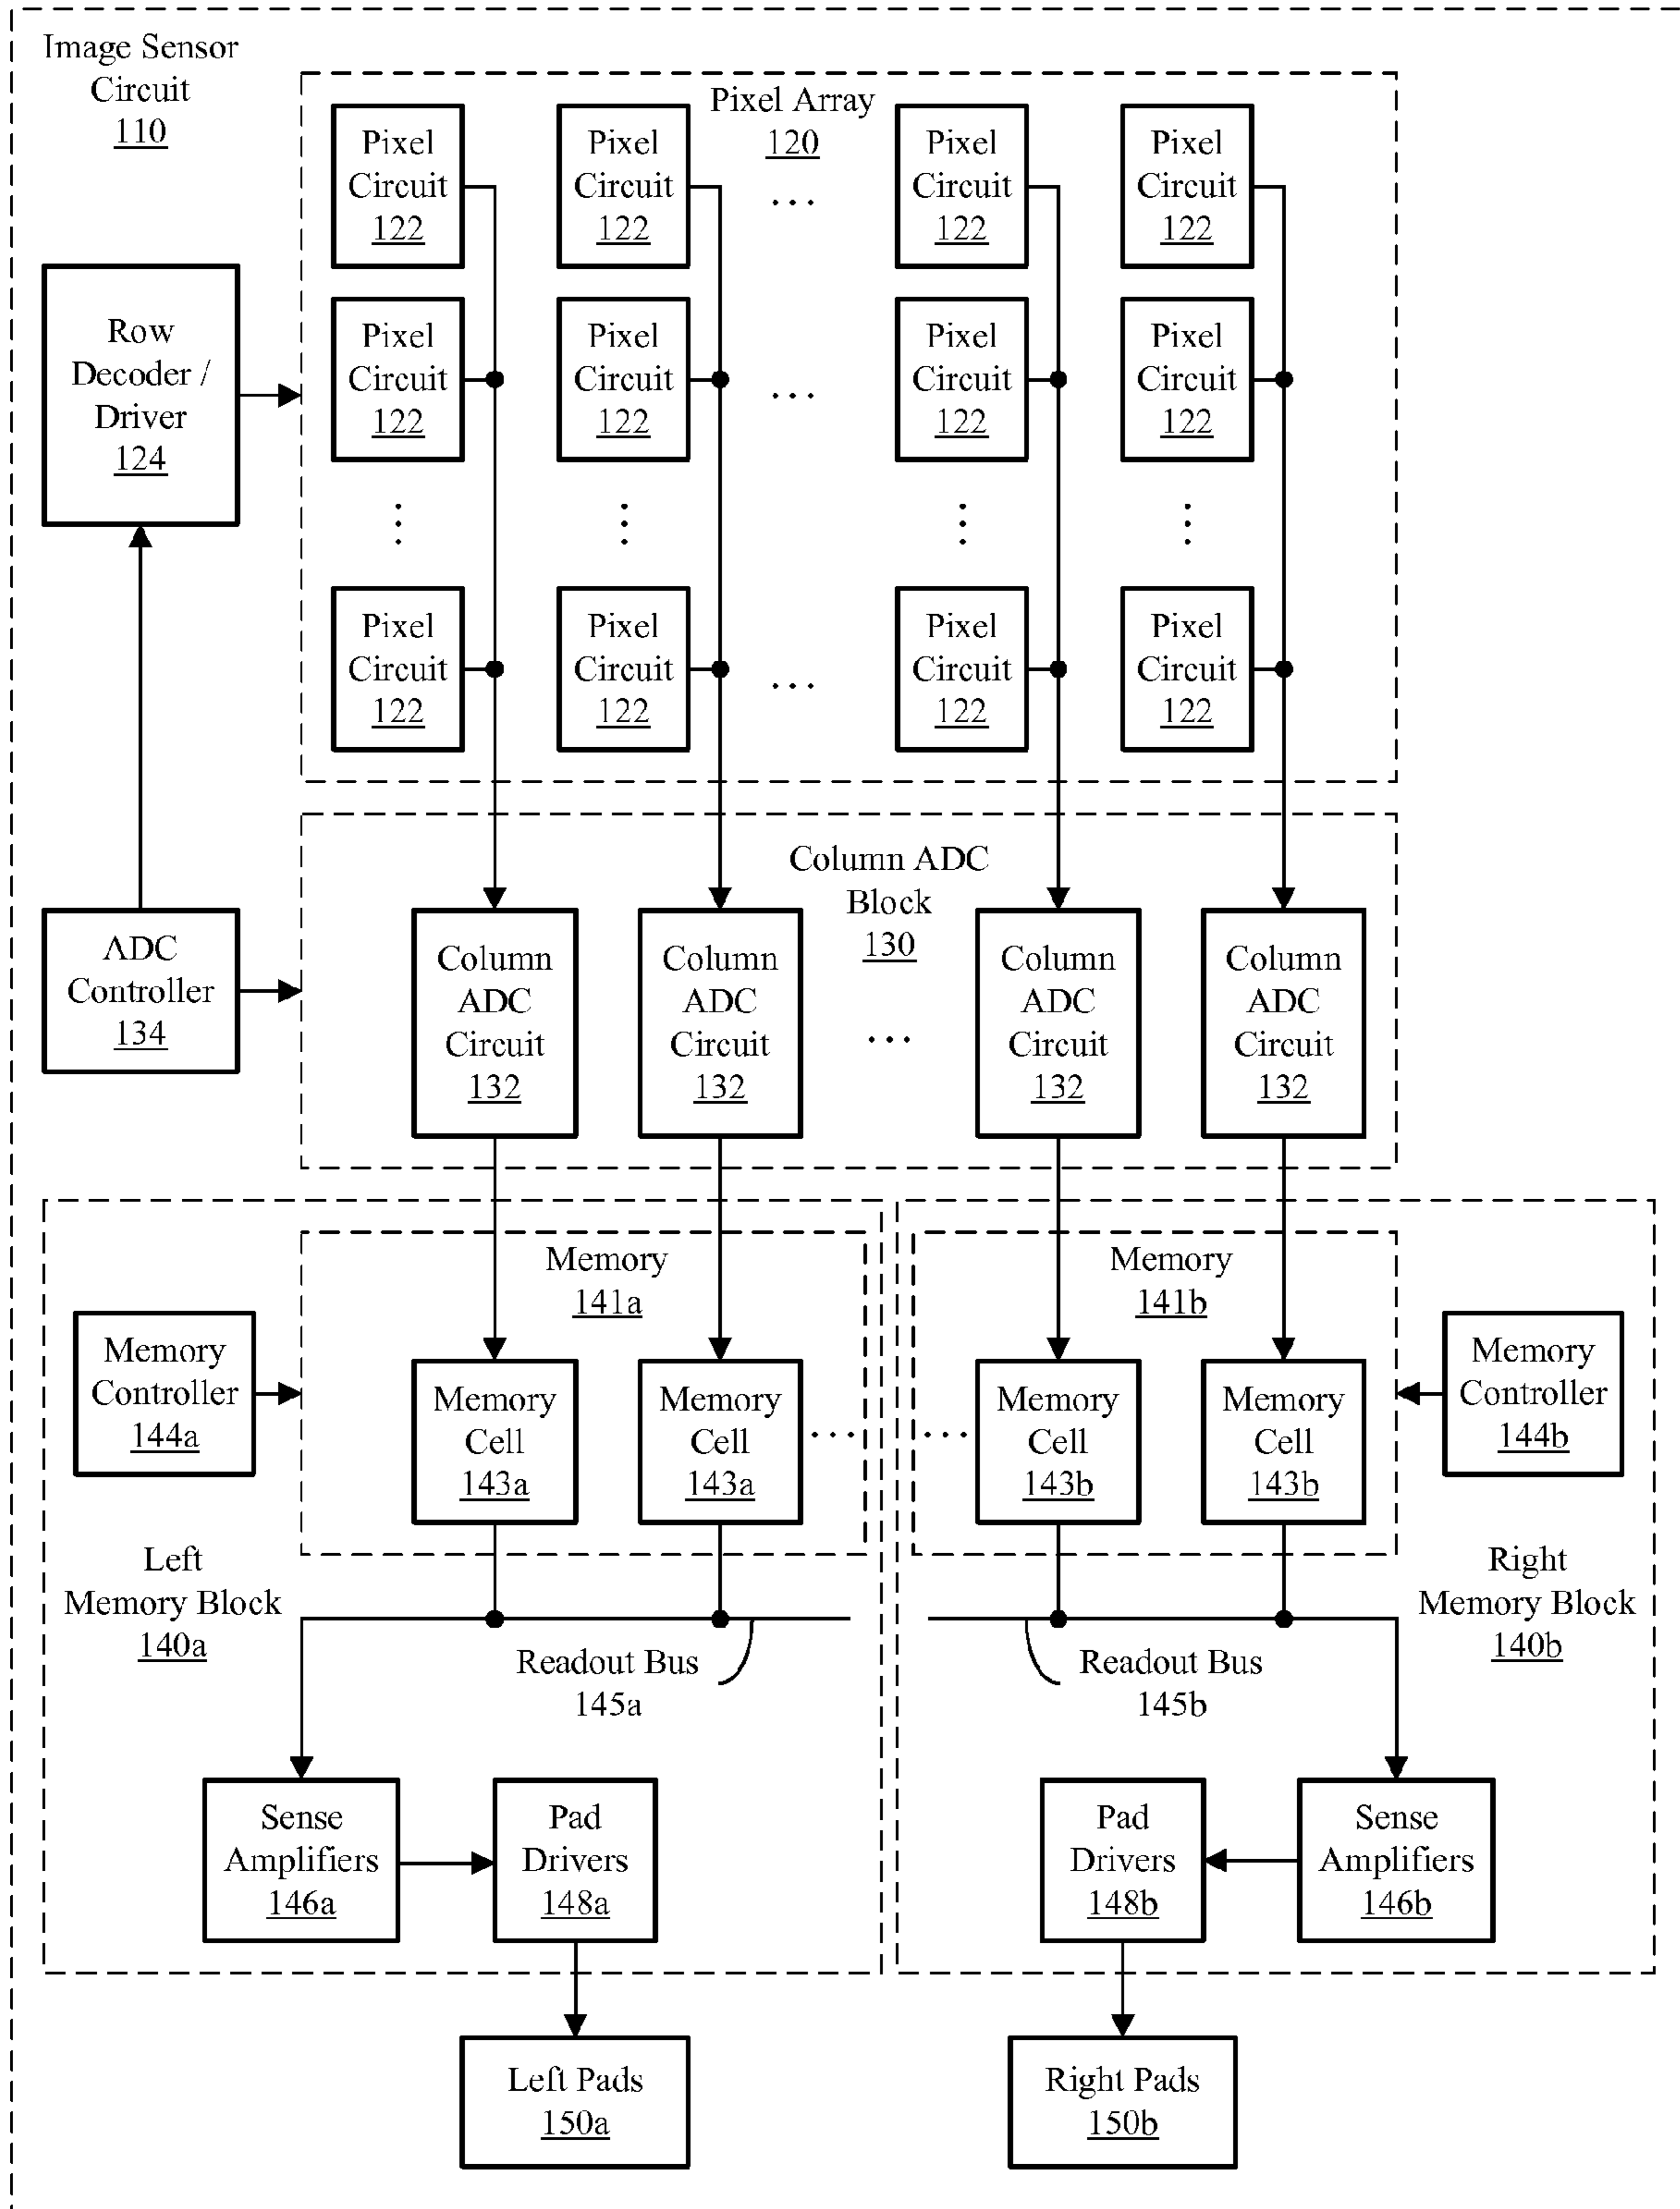 Image Sensor
Circuit
110
Pixel Array
120
Pixel
Circuit
122
Pixel
Circuit
122
...
Pixel
Circuit
122
Pixel
Circuit
122
Row
Decoder /
Driver
124
Pixel
Circuit
122
Pixel
Circuit
122
...
Pixel
Circuit
122
Pixel
Circuit
122
Pixel
Circuit
122
Pixel
Circuit
122
...
Pixel
Circuit
122
Pixel
Circuit
122
Column ADC
Block
130
ADC
Controller
134
Column
ADC
Circuit
132
Column
ADC
Circuit
132
...
Column
ADC
Circuit
132
Column
ADC
Circuit
132
Memory
141a
Memory
141b
Memory
Controller
144a
Memory
Cell
143a
Memory
Cell
143a
...
...
Memory
Cell
143b
Memory
Cell
143b
Memory
Controller
144b
Left
Memory Block
140a
Readout Bus
145a
Readout Bus
145b
Right
Memory Block
140b
Sense
Amplifiers
146a
Pad
Drivers
148a
Pad
Drivers
148b
Sense
Amplifiers
146b
Left Pads
150a
Right Pads
150b